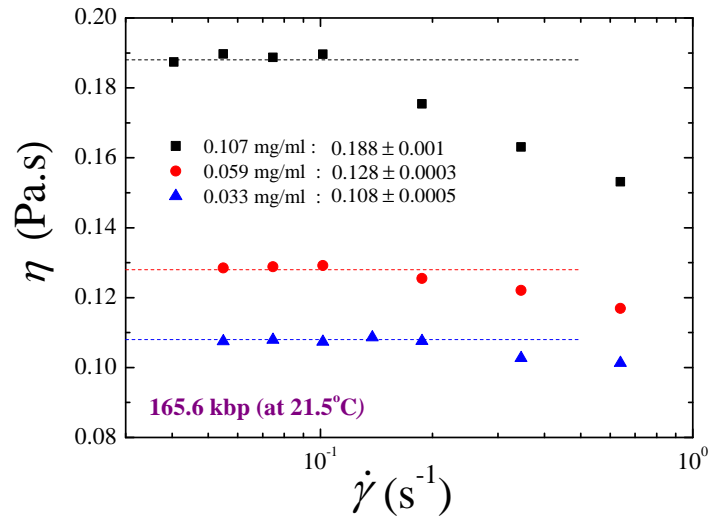 0.20
0.18
0.16
0.14
0.12
0.10
0.08
η (Pa.s)
0.107 mg/ml : 0.188 ± 0.001
0.059 mg/ml : 0.128 ± 0.0003
0.033 mg/ml : 0.108 ± 0.0005
165.6 kbp (at 21.5°C)
10⁻¹ 10⁰
γ̇ (s⁻¹)